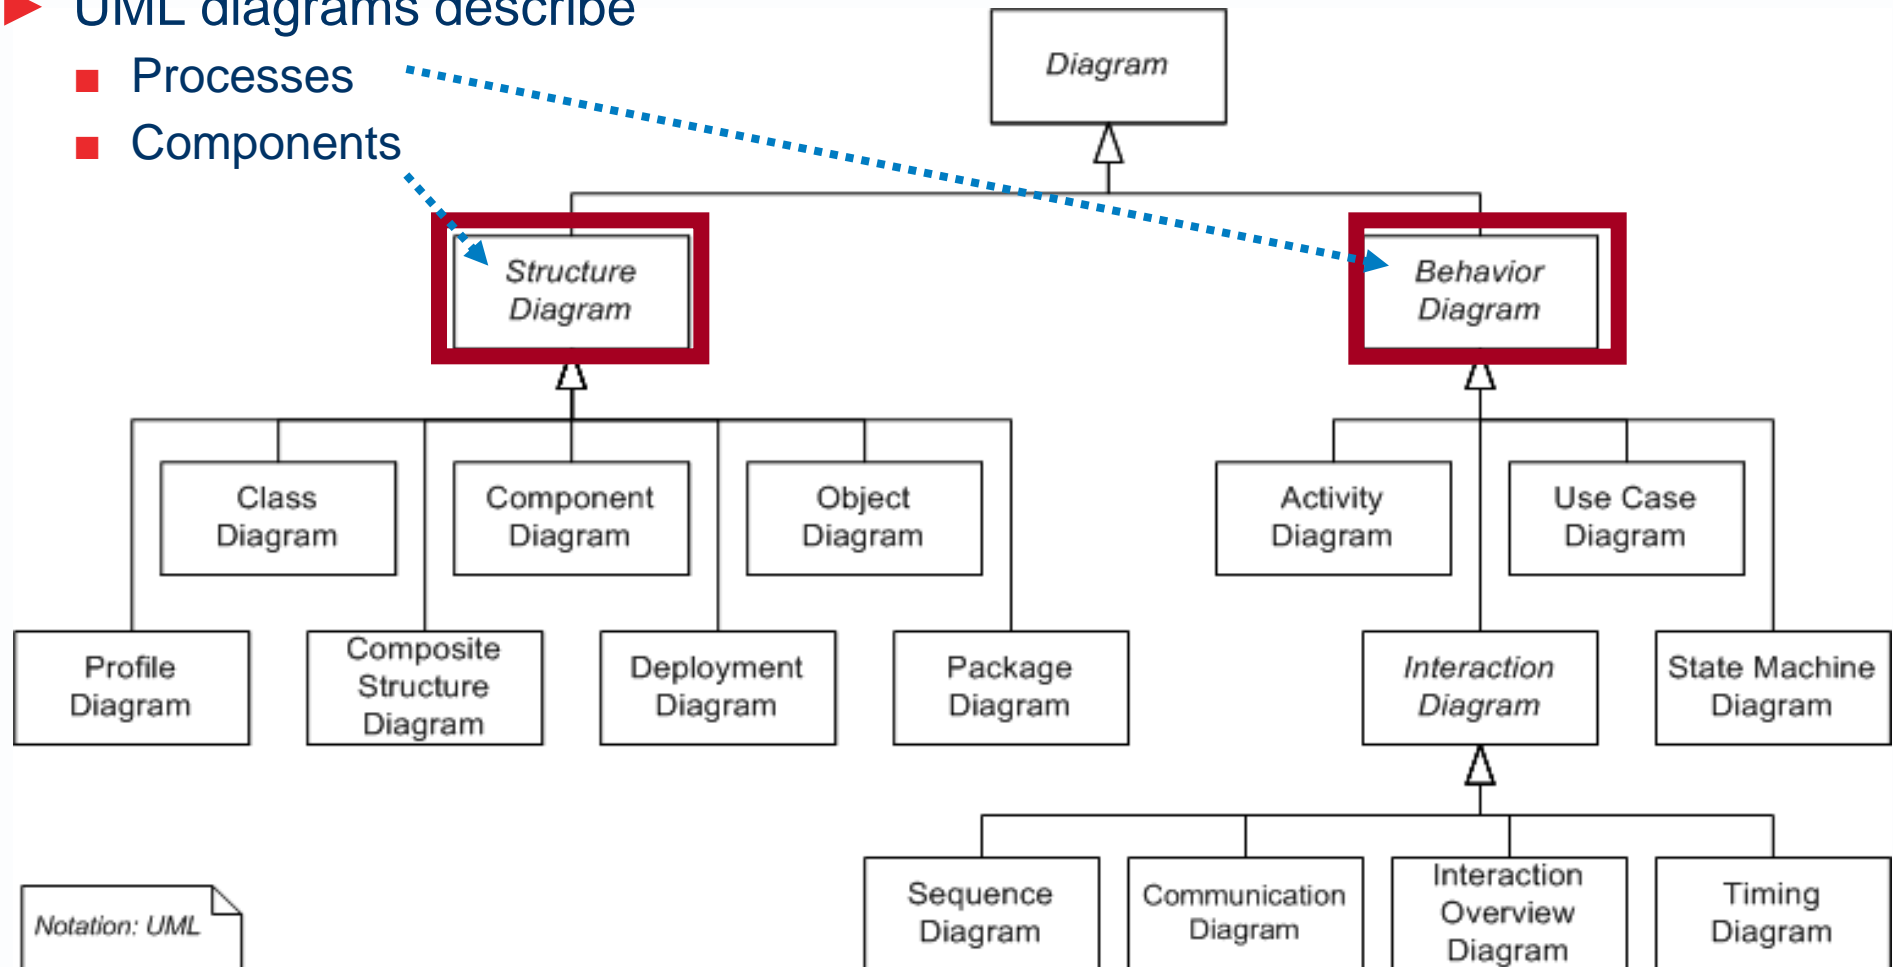 UML diagrams describe
Processes
Components
Diagram
Structure
Diagram
Behavior
Diagram
Class
Diagram
Component
Diagram
Object
Diagram
Activity
Diagram
Use Case
Diagram
Profile
Diagram
Composite
Structure
Diagram
Deployment
Diagram
Package
Diagram
Interaction
Diagram
State Machine
Diagram
Sequence
Diagram
Communication
Diagram
Interaction
Overview
Diagram
Timing
Diagram
Notation: UML